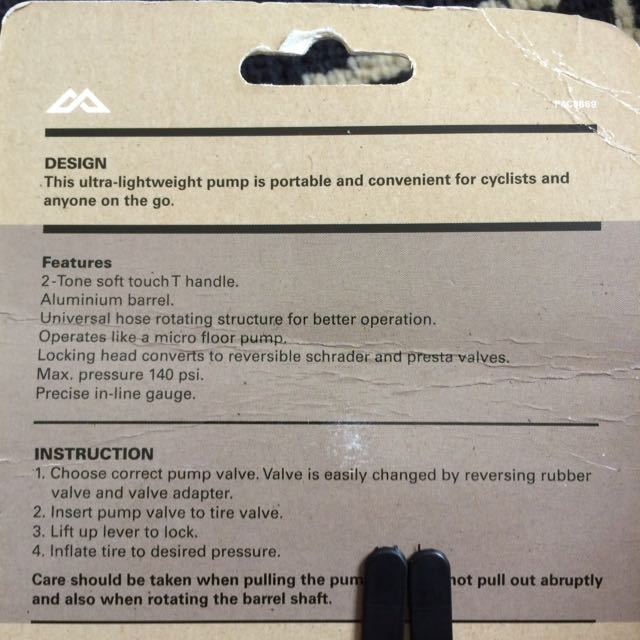 PAC9869
DESIGN
This ultra-lightweight pump is portable and convenient for cyclists and
anyone on the go.
Features
2-Tone soft touch T handle.
Aluminium barrel.
Universal hose rotating structure for better operation.
Operates like a micro floor pump.
Locking head converts to reversible schrader and presta valves.
Max. pressure 140 psi.
Precise in-line gauge.
INSTRUCTION
1. Choose correct pump valve. Valve is easily changed by reversing rubber
valve and valve adapter.
2. Insert pump valve to tire valve.
3. Lift up lever to lock.
4. Inflate tire to desired pressure.
Care should be taken when pulling the pum not pull out abruptly
and also when rotating the barrel shaft.